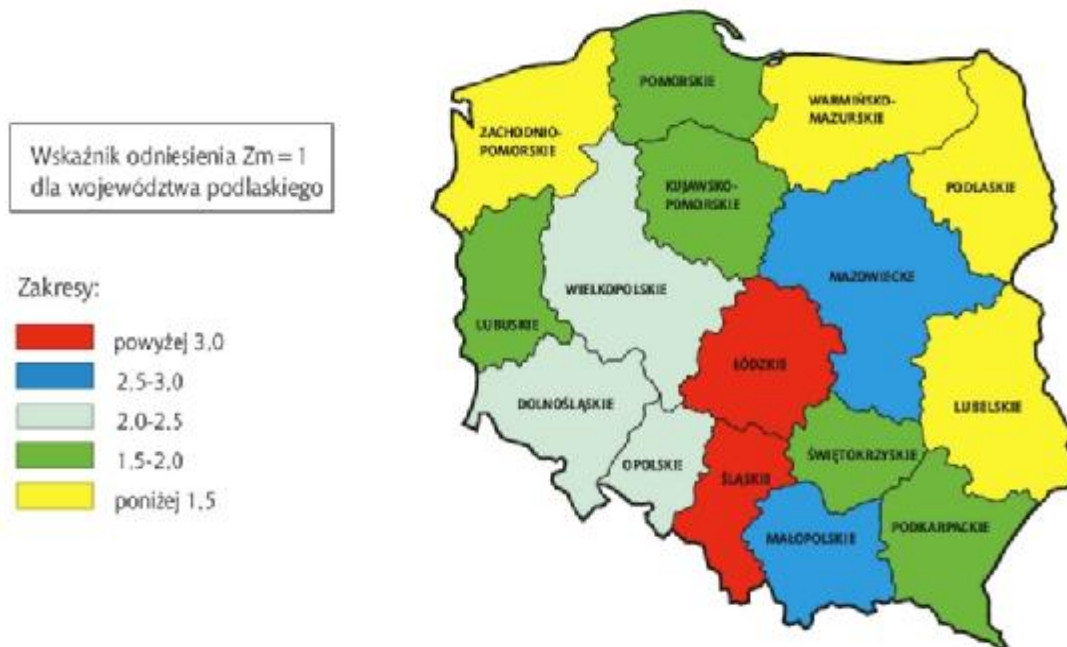 Wskaźnik odniesienia Zm = 1
dla województwa podlaskiego
Zakresy:
powyżej 3,0
2,5-3,0
2,0-2,5
1,5-2,0
poniżej 1,5
POMORSKIE
WARMIŃSKO-
MAZURSKIE
ZACHODNIO-
POMORSKIE
KUJAWSKO-
POMORSKIE
PODLASKIE
MAZOWIECKE
WIELKOPOLSKIE
LUBUSKIE
ŁÓDZKIE
DOLNOŚLĄSKIE
LUBELSKIE
OPOLSKIE
ŚLĄSKIE
ŚWIĘTOKRZYSKIE
PODKARPACKIE
MAŁOPOLSKIE